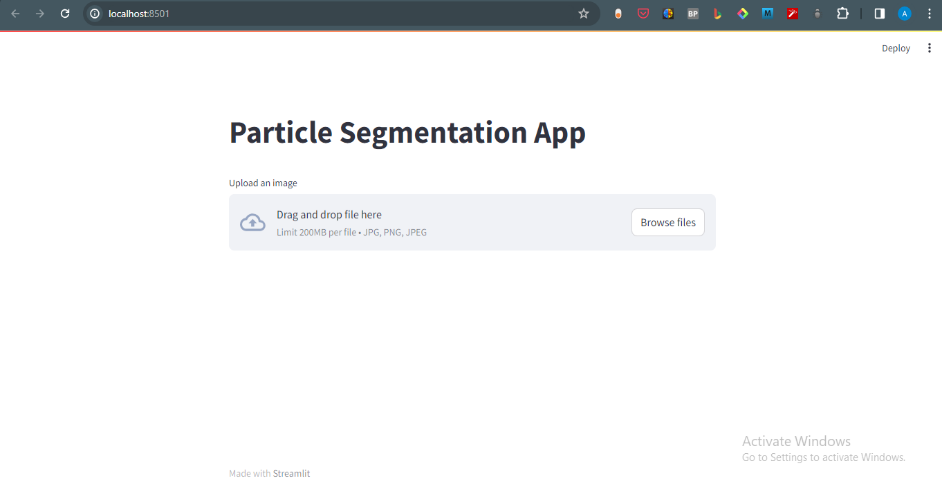 localhost:8501
BP
b
M
A
Deploy
Particle Segmentation App
Upload an image
Drag and drop file here
Limit 200MB per file • JPG, PNG, JPEG
Browse files
Activate Windows
Go to Settings to activate Windows.
Made with Streamlit